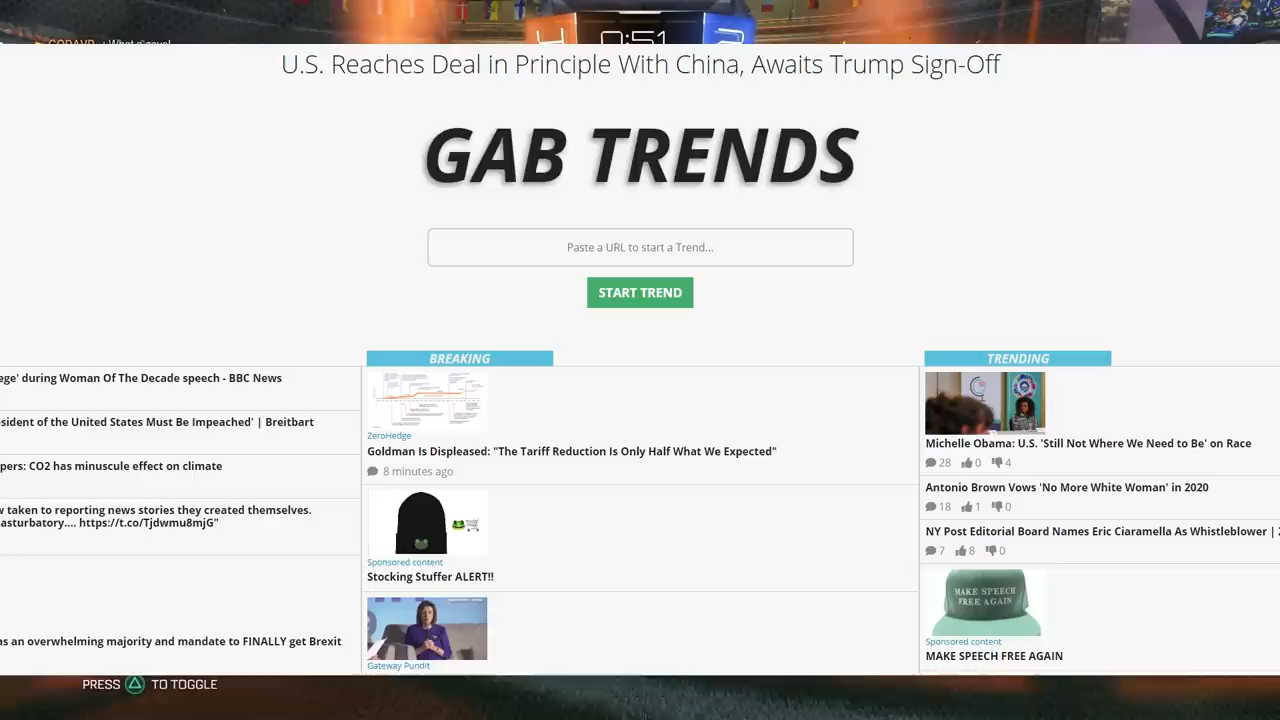 0:51
U.S. Reaches Deal in Principle With China, Awaits Trump Sign-Off
GAB TRENDS
Paste a URL to start a Trend...
START TREND
ege' during Woman Of The Decade speech - BBC News
esident of the United States Must Be Impeached' | Breitbart
pers: CO2 has minuscule effect on climate
w taken to reporting news stories they created themselves.
asturbatory.... https://t.co/Tjdwmu8mjG"
as an overwhelming majority and mandate to FINALLY get Brexit
BREAKING
ZeroHedge
Goldman Is Displeased: "The Tariff Reduction Is Only Half What We Expected"
8 minutes ago
Sponsored content
Stocking Stuffer ALERT!!
Gateway Pundit
TRENDING
Michelle Obama: U.S. 'Still Not Where We Need to Be' on Race
28 0 4
Antonio Brown Vows 'No More White Woman' in 2020
18 1 0
NY Post Editorial Board Names Eric Ciaramella As Whistleblower |
7 8 0
MAKE SPEECH
FREE AGAIN
Sponsored content
MAKE SPEECH FREE AGAIN
PRESS TO TOGGLE